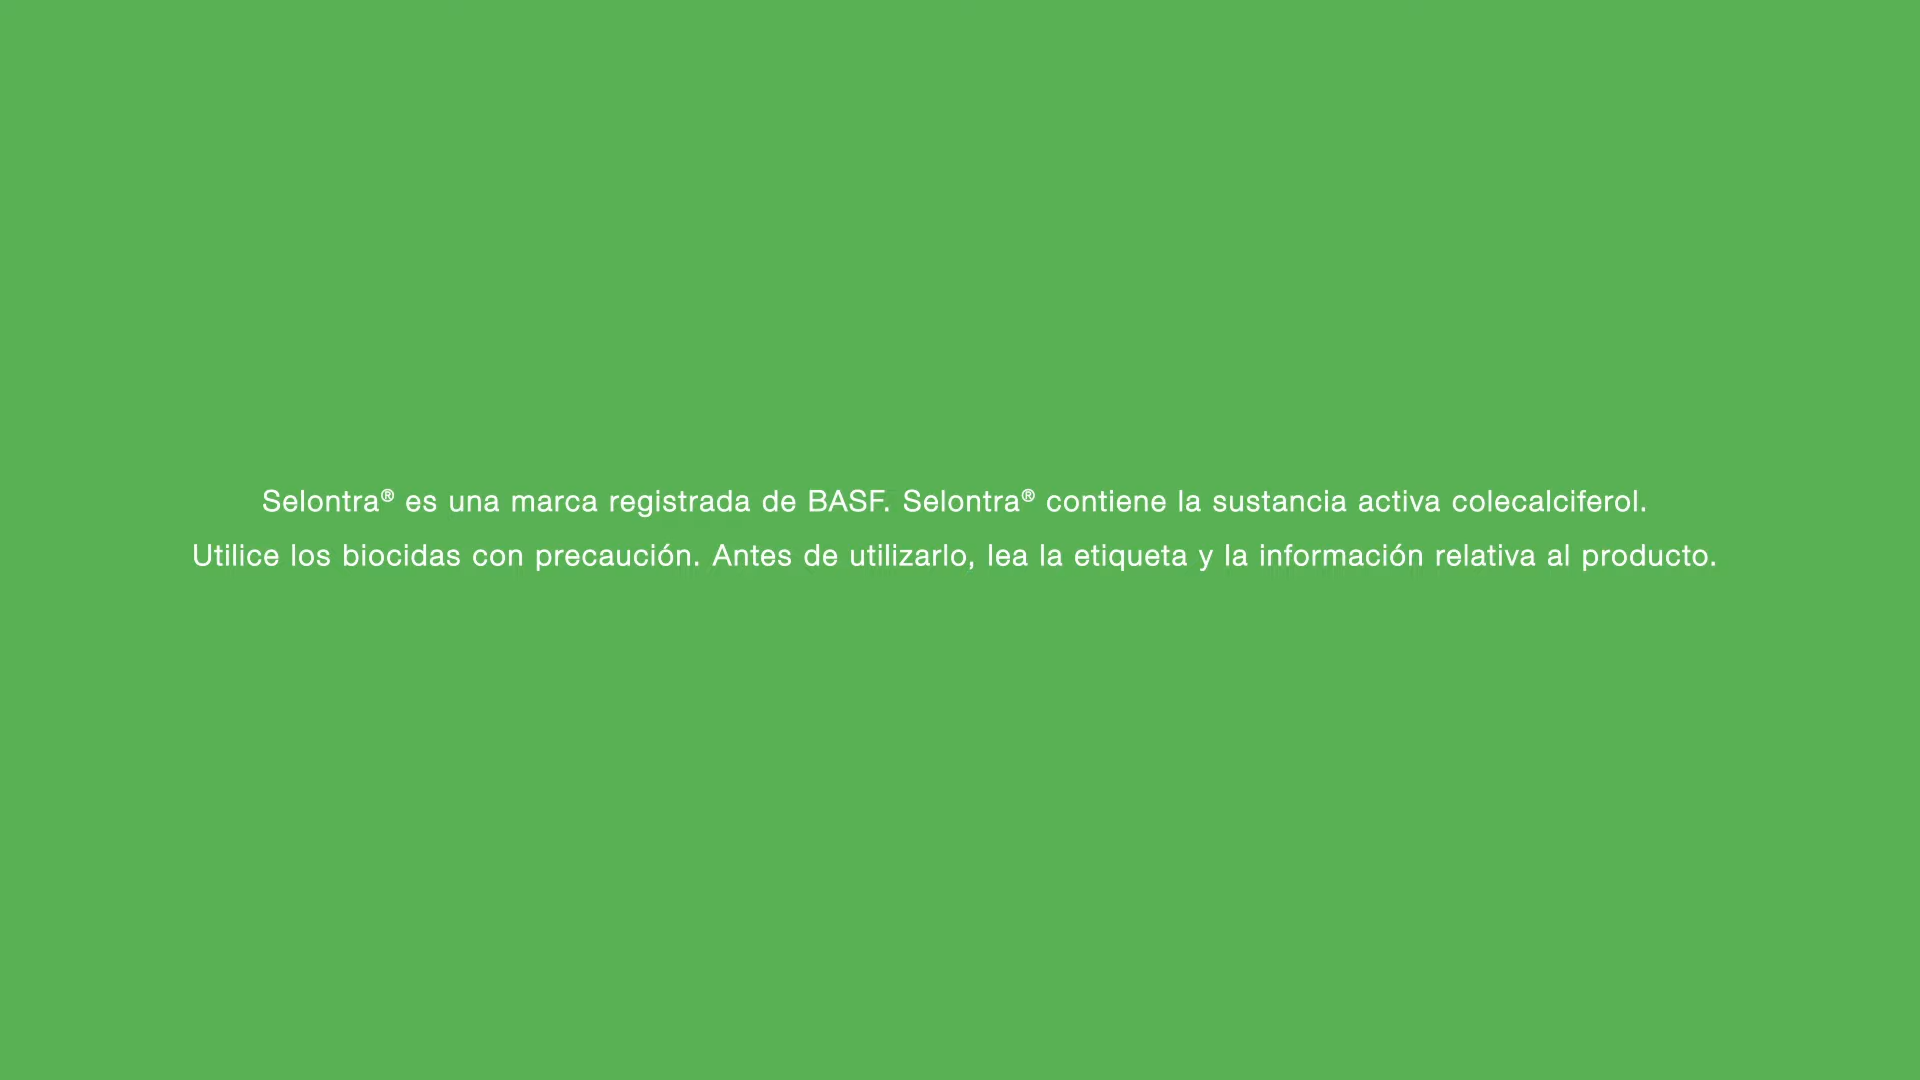 Selontra® es una marca registrada de BASF. Selontra® contiene la sustancia activa colecalciferol.
Utilice los biocidas con precaución. Antes de utilizarlo, lea la etiqueta y la información relativa al producto.